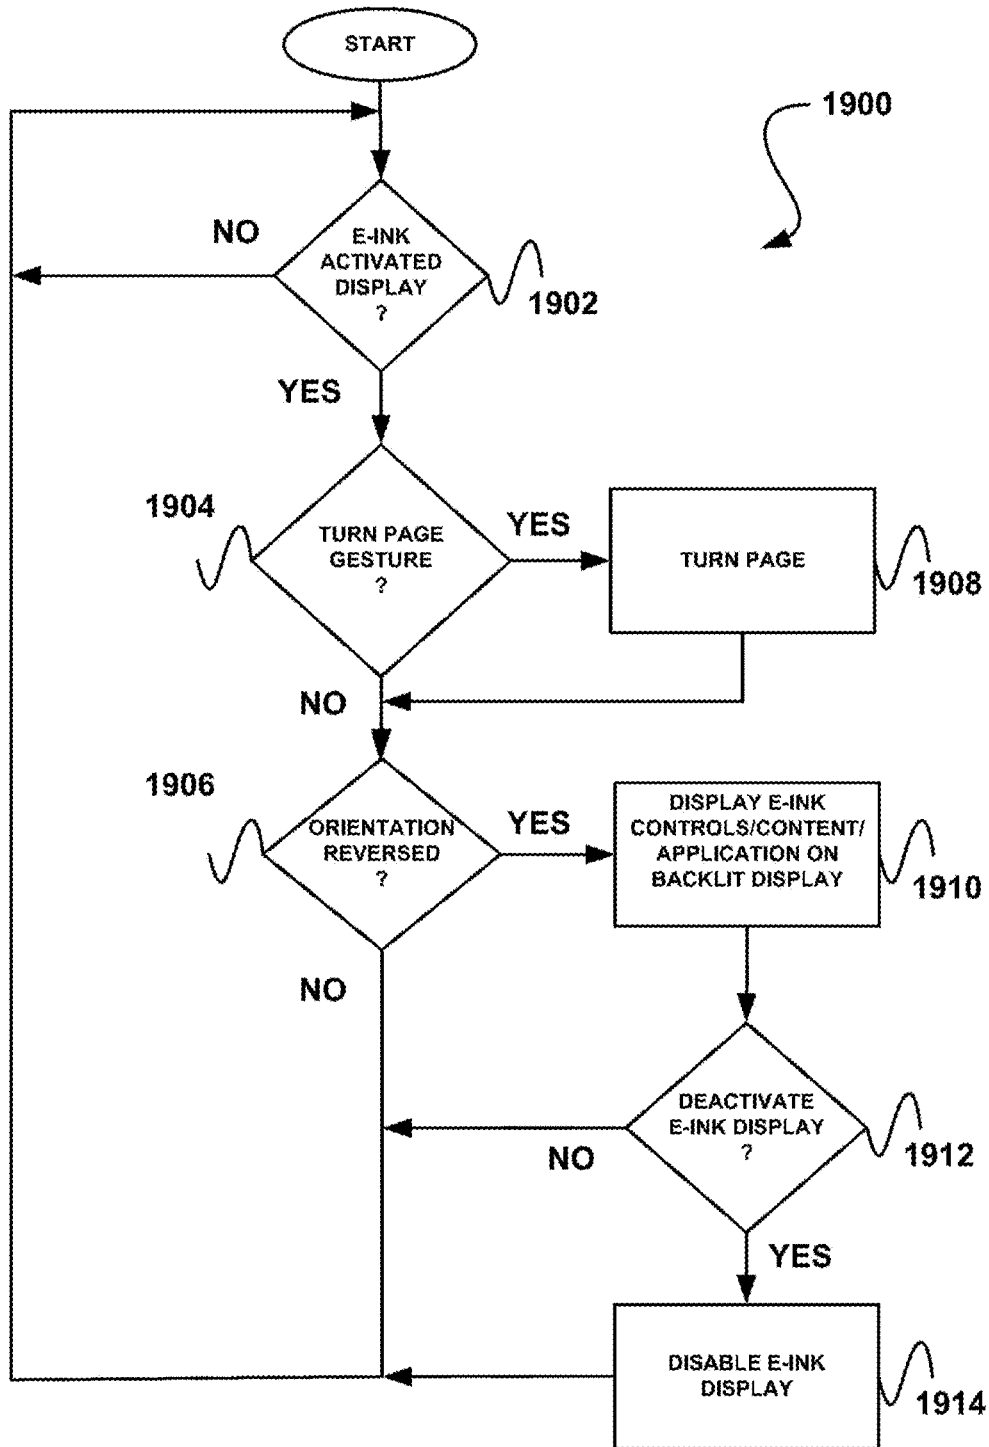 START
1900
NO
E-INK
ACTIVATED
DISPLAY
?
1902
YES
1904
TURN PAGE
GESTURE
?
YES
TURN PAGE
1908
NO
1906
ORIENTATION
REVERSED
?
YES
DISPLAY E-INK
CONTROLS/CONTENT/
APPLICATION ON
BACKLIT DISPLAY
1910
NO
DEACTIVATE
E-INK DISPLAY
?
1912
NO
YES
DISABLE E-INK
DISPLAY
1914